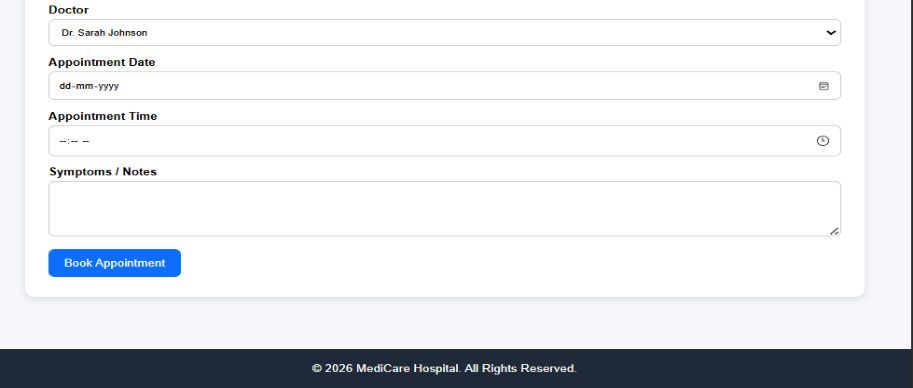 Doctor
Dr. Sarah Johnson
Appointment Date
dd-mm-yyyy
Appointment Time
--:-- --
Symptoms / Notes
Book Appointment
© 2026 MediCare Hospital. All Rights Reserved.